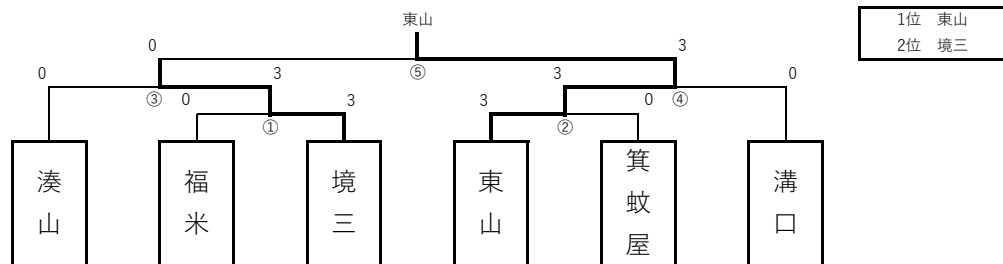 東山
1位 東山
2位 境三
0 3
⑤
0 3 3 0
③ 0 3 3 0 ④
① ②
湊山
福米
境三
東山
箕蚊屋
溝口